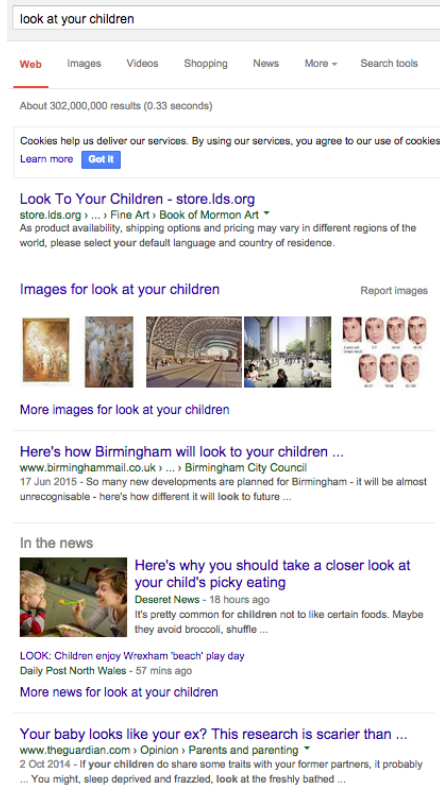 look at your children
Web Images Videos Shopping News More Search tools
About 302,000,000 results (0.33 seconds)
Cookies help us deliver our services. By using our services, you agree to our use of cookies
Learn more Got it
Look To Your Children - store.lds.org
store.lds.org › ... › Fine Art › Book of Mormon Art
As product availability, shipping options and pricing may vary in different regions of the
world, please select your default language and country of residence.
Images for look at your children Report images
More images for look at your children
Here's how Birmingham will look to your children ...
www.birminghammail.co.uk › ... › Birmingham City Council
17 Jun 2015 - So many new developments are planned for Birmingham - it will be almost
unrecognisable - here's how different it will look to future ...
In the news
Here's why you should take a closer look at
your child's picky eating
Deseret News - 18 hours ago
It's pretty common for children not to like certain foods. Maybe
they avoid broccoli, shuffle ...
LOOK: Children enjoy Wrexham 'beach' play day
Daily Post North Wales - 57 mins ago
More news for look at your children
Your baby looks like your ex? This research is scarier than ...
www.theguardian.com › Opinion › Parents and parenting
2 Oct 2014 - If your children do share some traits with your former partners, it probably
... You might, sleep deprived and frazzled, look at the freshly bathed ...